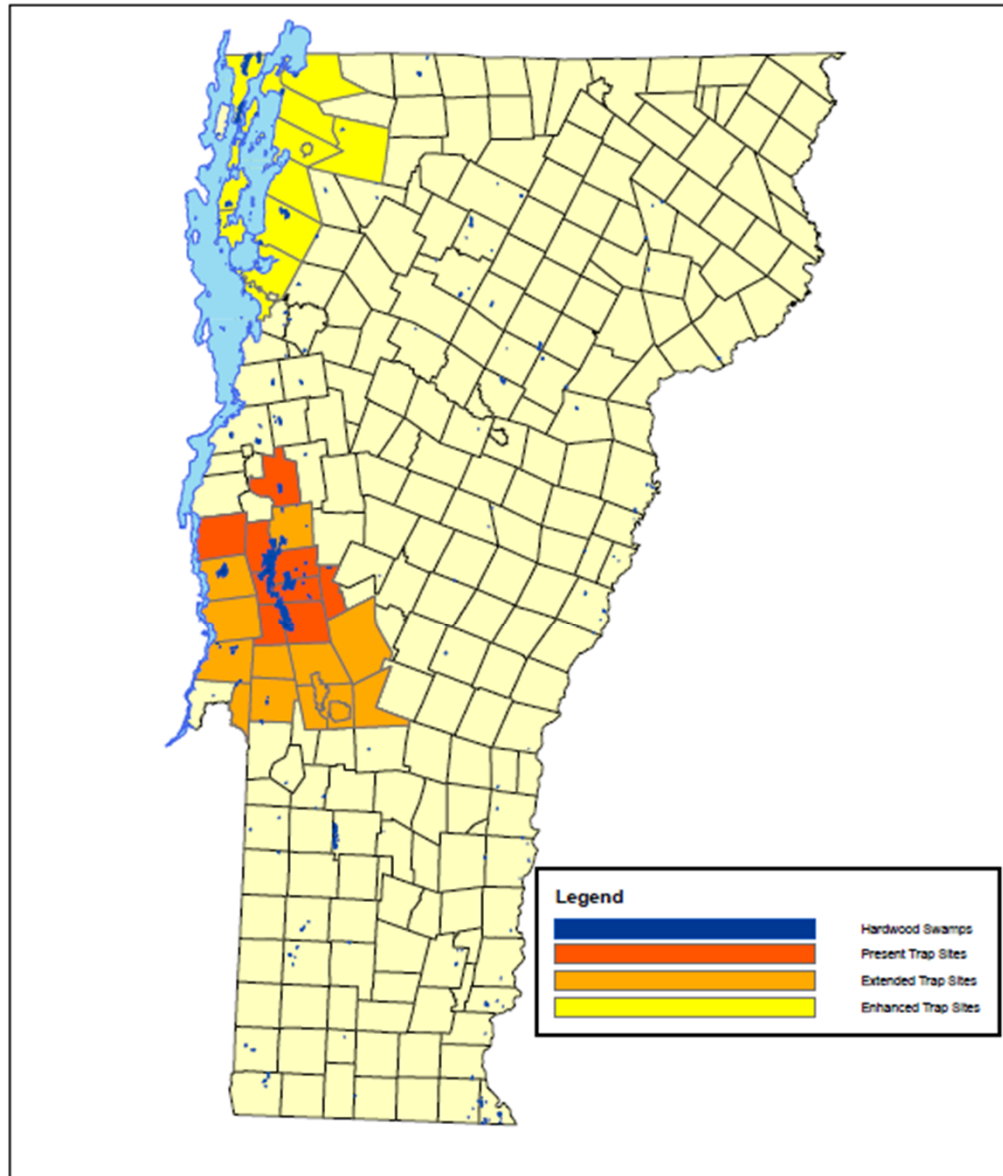 Legend
Hardwood Swamps
Present Trap Sites
Extended Trap Sites
Enhanced Trap Sites